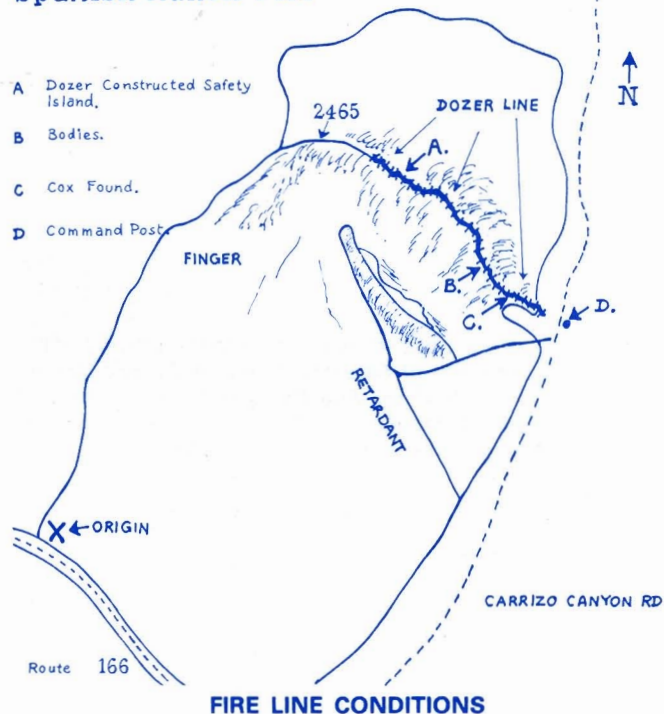 N
A Dozer Constructed Safety
Island.
2465
DOZER LINE
A.
B Bodies.
C Cox Found.
D Command Post.
FINGER
B.
C.
D.
RETARDANT
X ORIGIN
CARRIZO CANYON RD
Route 166
FIRE LINE CONDITIONS